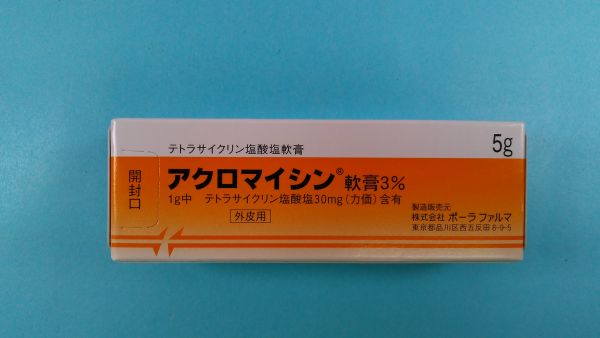 テトラサイクリン塩酸塩軟膏
5g
開封口
アクロマイシン®軟膏3%
1g中 テトラサイクリン塩酸塩30mg(力価)含有
外皮用
製造販売元
株式会社 ポーラファルマ
東京都品川区西五反田8-9-5